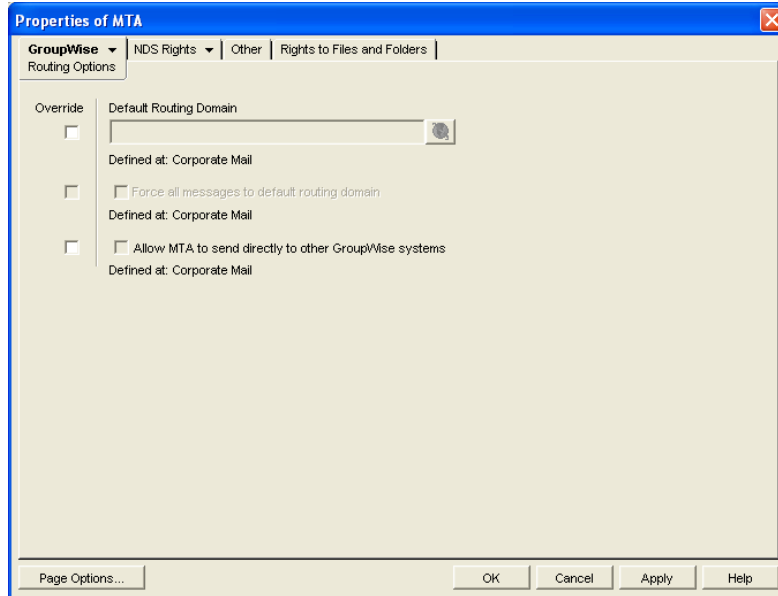 Properties of MTA
GroupWise NDS Rights Other Rights to Files and Folders
Routing Options
Override Default Routing Domain
Defined at: Corporate Mail
Force all messages to default routing domain
Defined at: Corporate Mail
Allow MTA to send directly to other GroupWise systems
Defined at: Corporate Mail
Page Options... OK Cancel Apply Help